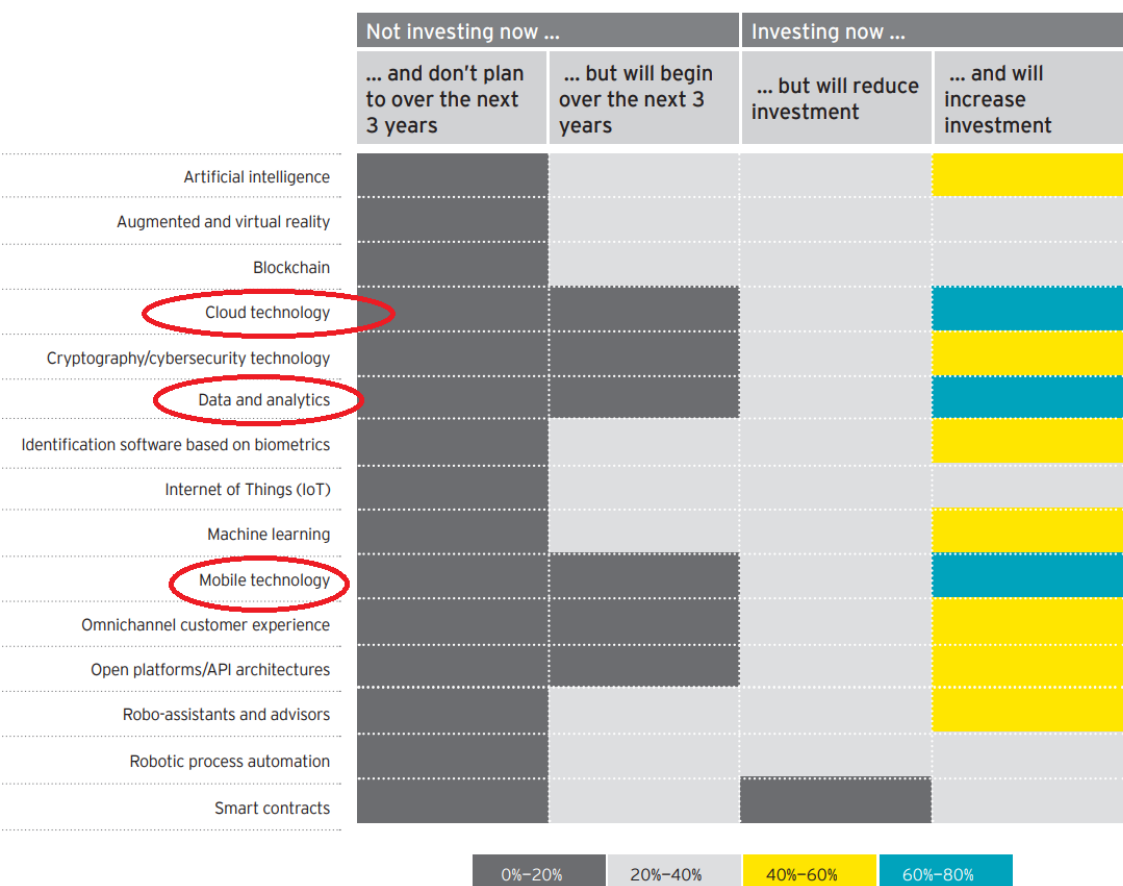 Not investing now ...
Investing now ...
... and don't plan
to over the next
3 years
... but will begin
over the next 3
years
... but will reduce
investment
... and will
increase
investment
Artificial intelligence
Augmented and virtual reality
Blockchain
Cloud technology
Cryptography/cybersecurity technology
Data and analytics
Identification software based on biometrics
Internet of Things (IoT)
Machine learning
Mobile technology
Omnichannel customer experience
Open platforms/API architectures
Robo-assistants and advisors
Robotic process automation
Smart contracts
0%–20%
20%–40%
40%–60%
60%–80%